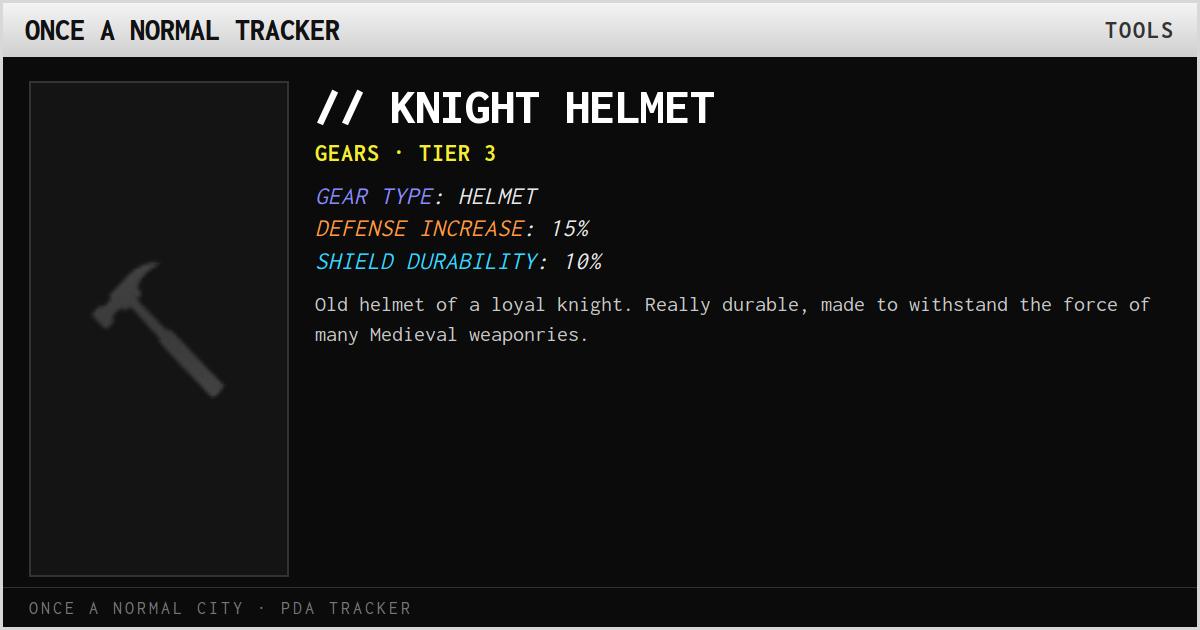 ONCE A NORMAL TRACKER
TOOLS
// KNIGHT HELMET
GEARS · TIER 3
GEAR TYPE: HELMET
DEFENSE INCREASE: 15%
SHIELD DURABILITY: 10%
Old helmet of a loyal knight. Really durable, made to withstand the force of
many Medieval weaponries.
ONCE A NORMAL CITY · PDA TRACKER